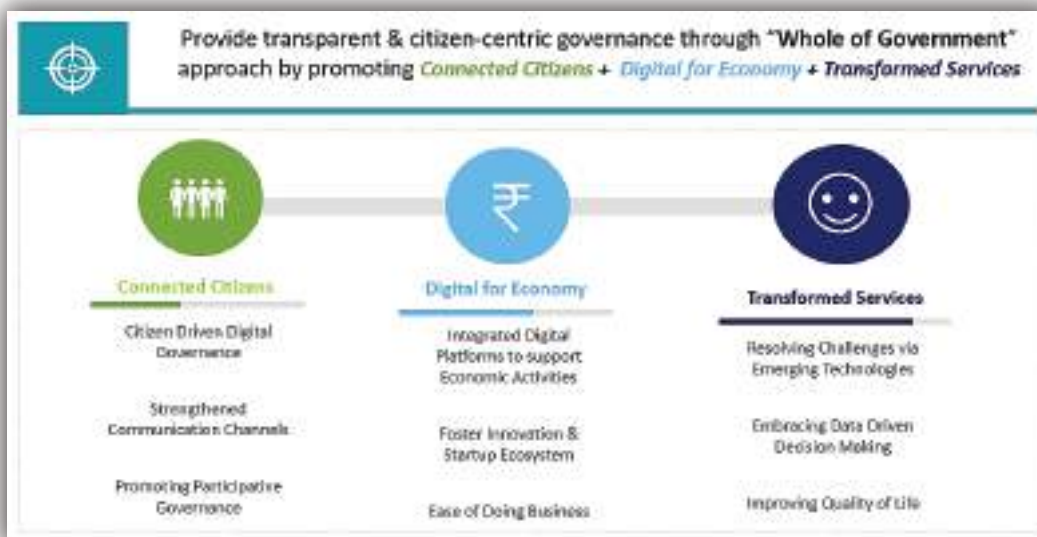 Provide transparent & citizen-centric governance through "Whole of Government"
approach by promoting Connected Citizens + Digital for Economy + Transformed Services
₹
Connected Citizens
Citizen Driven Digital
Governance
Strengthened
Communication Channels
Promoting Participative
Governance
Digital for Economy
Integrated Digital
Platforms to support
Economic Activities
Foster Innovation &
Startup Ecosystem
Ease of Doing Business
Transformed Services
Resolving Challenges via
Emerging Technologies
Embracing Data Driven
Decision Making
Improving Quality of Life